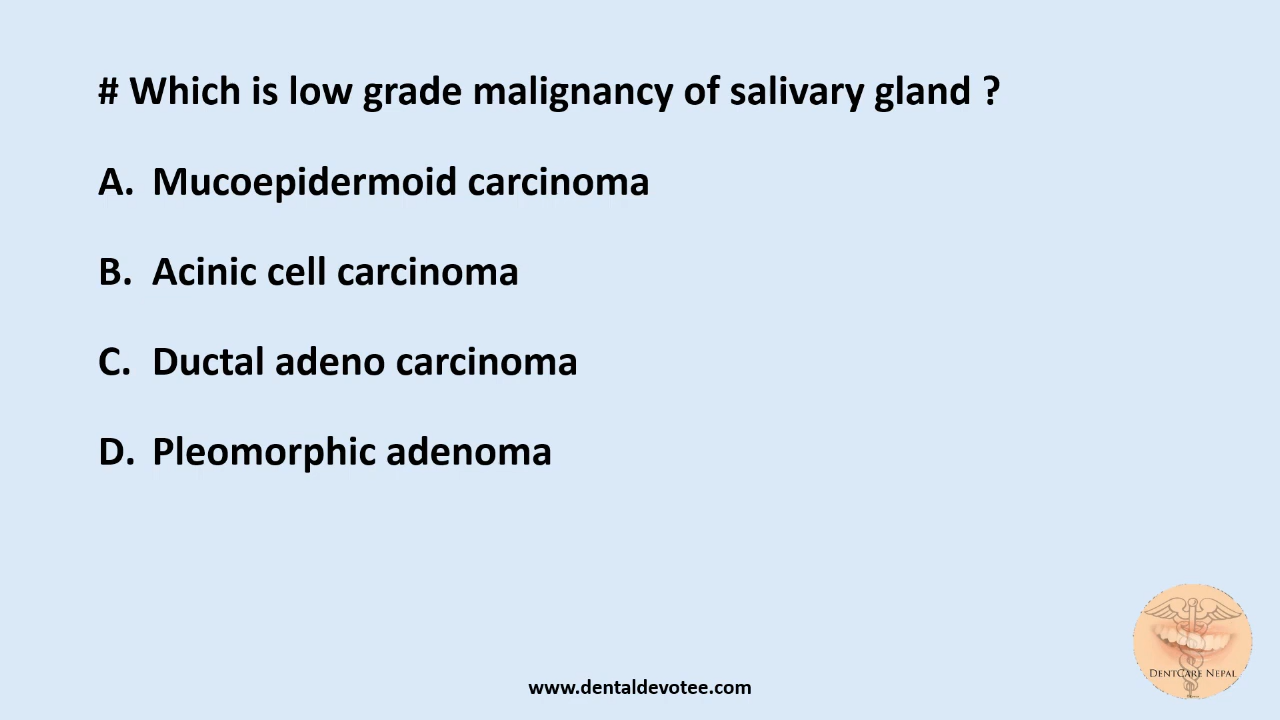 # Which is low grade malignancy of salivary gland ?
A. Mucoepidermoid carcinoma
B. Acinic cell carcinoma
C. Ductal adeno carcinoma
D. Pleomorphic adenoma
DentCare Nepal
www.dentaldevotee.com